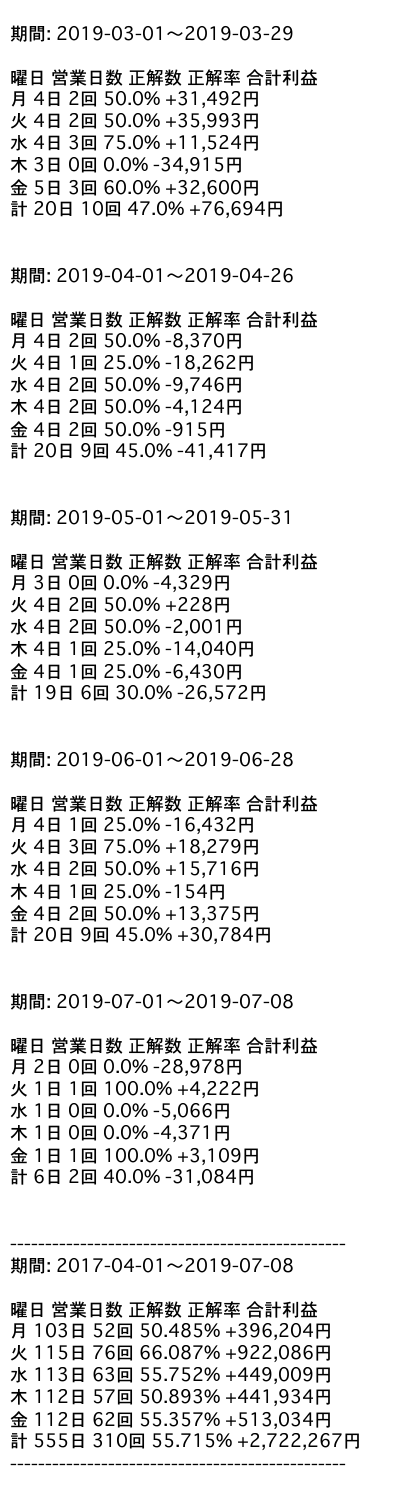 期間: 2019-03-01〜2019-03-29
曜日 営業日数 正解数 正解率 合計利益
月 4日 2回 50.0% +31,492円
火 4日 2回 50.0% +35,993円
水 4日 3回 75.0% +11,524円
木 3日 0回 0.0% -34,915円
金 5日 3回 60.0% +32,600円
計 20日 10回 47.0% +76,694円
期間: 2019-04-01〜2019-04-26
曜日 営業日数 正解数 正解率 合計利益
月 4日 2回 50.0% -8,370円
火 4日 1回 25.0% -18,262円
水 4日 2回 50.0% -9,746円
木 4日 2回 50.0% -4,124円
金 4日 2回 50.0% -915円
計 20日 9回 45.0% -41,417円
期間: 2019-05-01〜2019-05-31
曜日 営業日数 正解数 正解率 合計利益
月 3日 0回 0.0% -4,329円
火 4日 2回 50.0% +228円
水 4日 2回 50.0% -2,001円
木 4日 1回 25.0% -14,040円
金 4日 1回 25.0% -6,430円
計 19日 6回 30.0% -26,572円
期間: 2019-06-01〜2019-06-28
曜日 営業日数 正解数 正解率 合計利益
月 4日 1回 25.0% -16,432円
火 4日 3回 75.0% +18,279円
水 4日 2回 50.0% +15,716円
木 4日 1回 25.0% -154円
金 4日 2回 50.0% +13,375円
計 20日 9回 45.0% +30,784円
期間: 2019-07-01〜2019-07-08
曜日 営業日数 正解数 正解率 合計利益
月 2日 0回 0.0% -28,978円
火 1日 1回 100.0% +4,222円
水 1日 0回 0.0% -5,066円
木 1日 0回 0.0% -4,371円
金 1日 1回 100.0% +3,109円
計 6日 2回 40.0% -31,084円
------------------------------------------------
期間: 2017-04-01〜2019-07-08
曜日 営業日数 正解数 正解率 合計利益
月 103日 52回 50.485% +396,204円
火 115日 76回 66.087% +922,086円
水 113日 63回 55.752% +449,009円
木 112日 57回 50.893% +441,934円
金 112日 62回 55.357% +513,034円
計 555日 310回 55.715% +2,722,267円
------------------------------------------------